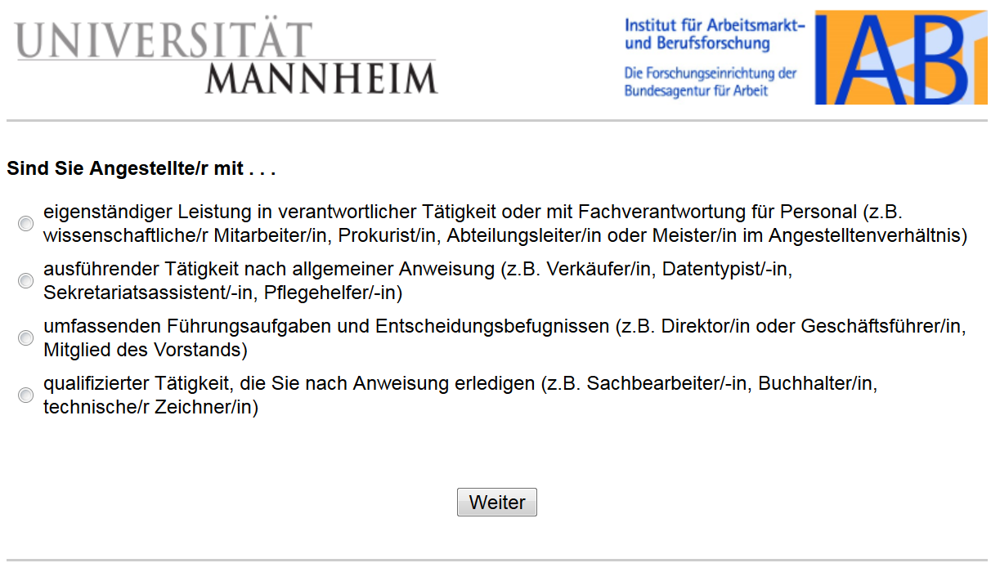 UNIVERSITÄT
MANNHEIM
Institut für Arbeitsmarkt-
und Berufsforschung
Die Forschungseinrichtung der
Bundesagentur für Arbeit
IAB
Sind Sie Angestellte/r mit . . .
eigenständiger Leistung in verantwortlicher Tätigkeit oder mit Fachverantwortung für Personal (z.B.
wissenschaftliche/r Mitarbeiter/in, Prokurist/in, Abteilungsleiter/in oder Meister/in im Angestelltenverhältnis)
ausführender Tätigkeit nach allgemeiner Anweisung (z.B. Verkäufer/in, Datentypist/-in,
Sekretariatsassistent/-in, Pflegehelfer/-in)
umfassenden Führungsaufgaben und Entscheidungsbefugnissen (z.B. Direktor/in oder Geschäftsführer/in,
Mitglied des Vorstands)
qualifizierter Tätigkeit, die Sie nach Anweisung erledigen (z.B. Sachbearbeiter/-in, Buchhalter/in,
technische/r Zeichner/in)
Weiter